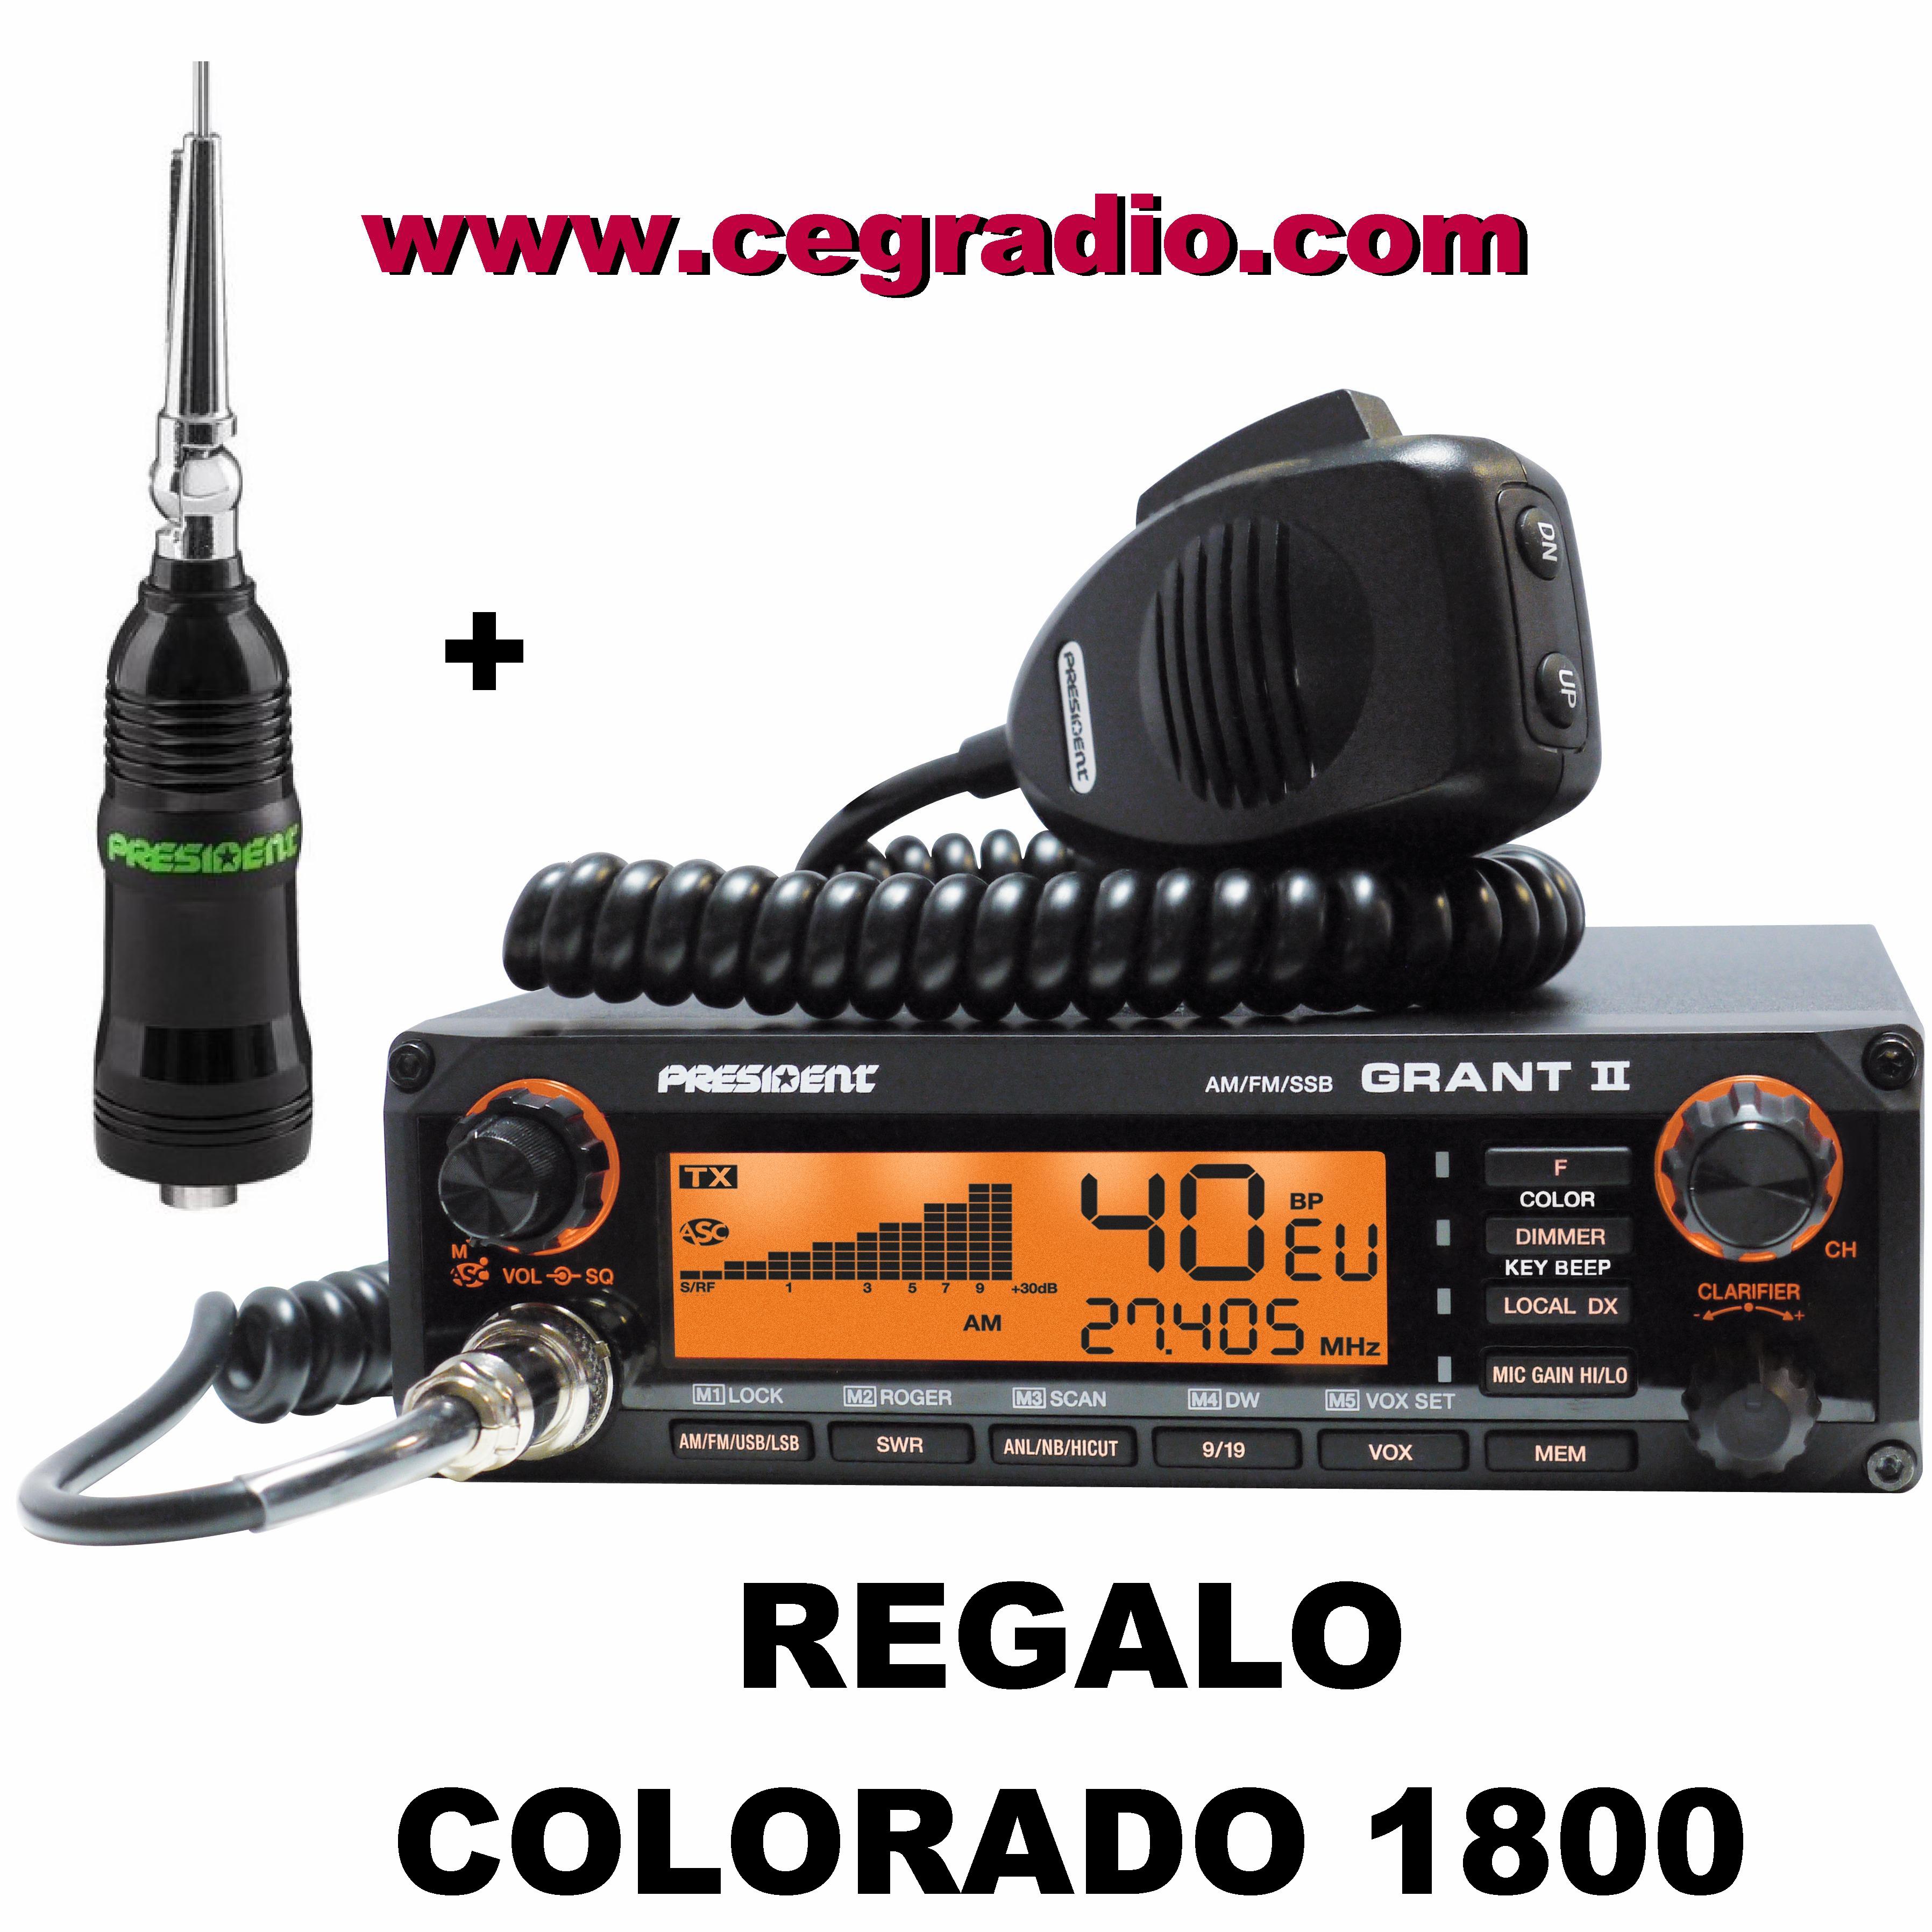 www.cegradio.com
+
DN
UP
PRESIDENT
PRESIDENT
PRESIDENT AM/FM/SSB GRANT II
TX
40 BP EU
ASC
S/RF 1 3 5 7 9 +30dB
AM 27.405 MHz
F
COLOR
DIMMER
KEY BEEP
LOCAL DX
MIC GAIN HI/LO
CH
CLARIFIER
- +
M
ASC VOL SQ
M1 LOCK M2 ROGER M3 SCAN M4 DW M5 VOX SET
AM/FM/USB/LSB SWR ANL/NB/HICUT 9/19 VOX MEM
REGALO
COLORADO 1800